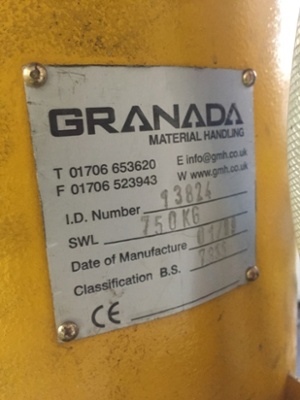 GRANADA
MATERIAL HANDLING
T 01706 653620 E info@gmh.co.uk
F 01706 523943 W www.gmh.co.uk
I.D. Number 13824
SWL 750KG
Date of Manufacture
Classification B.S.
CE